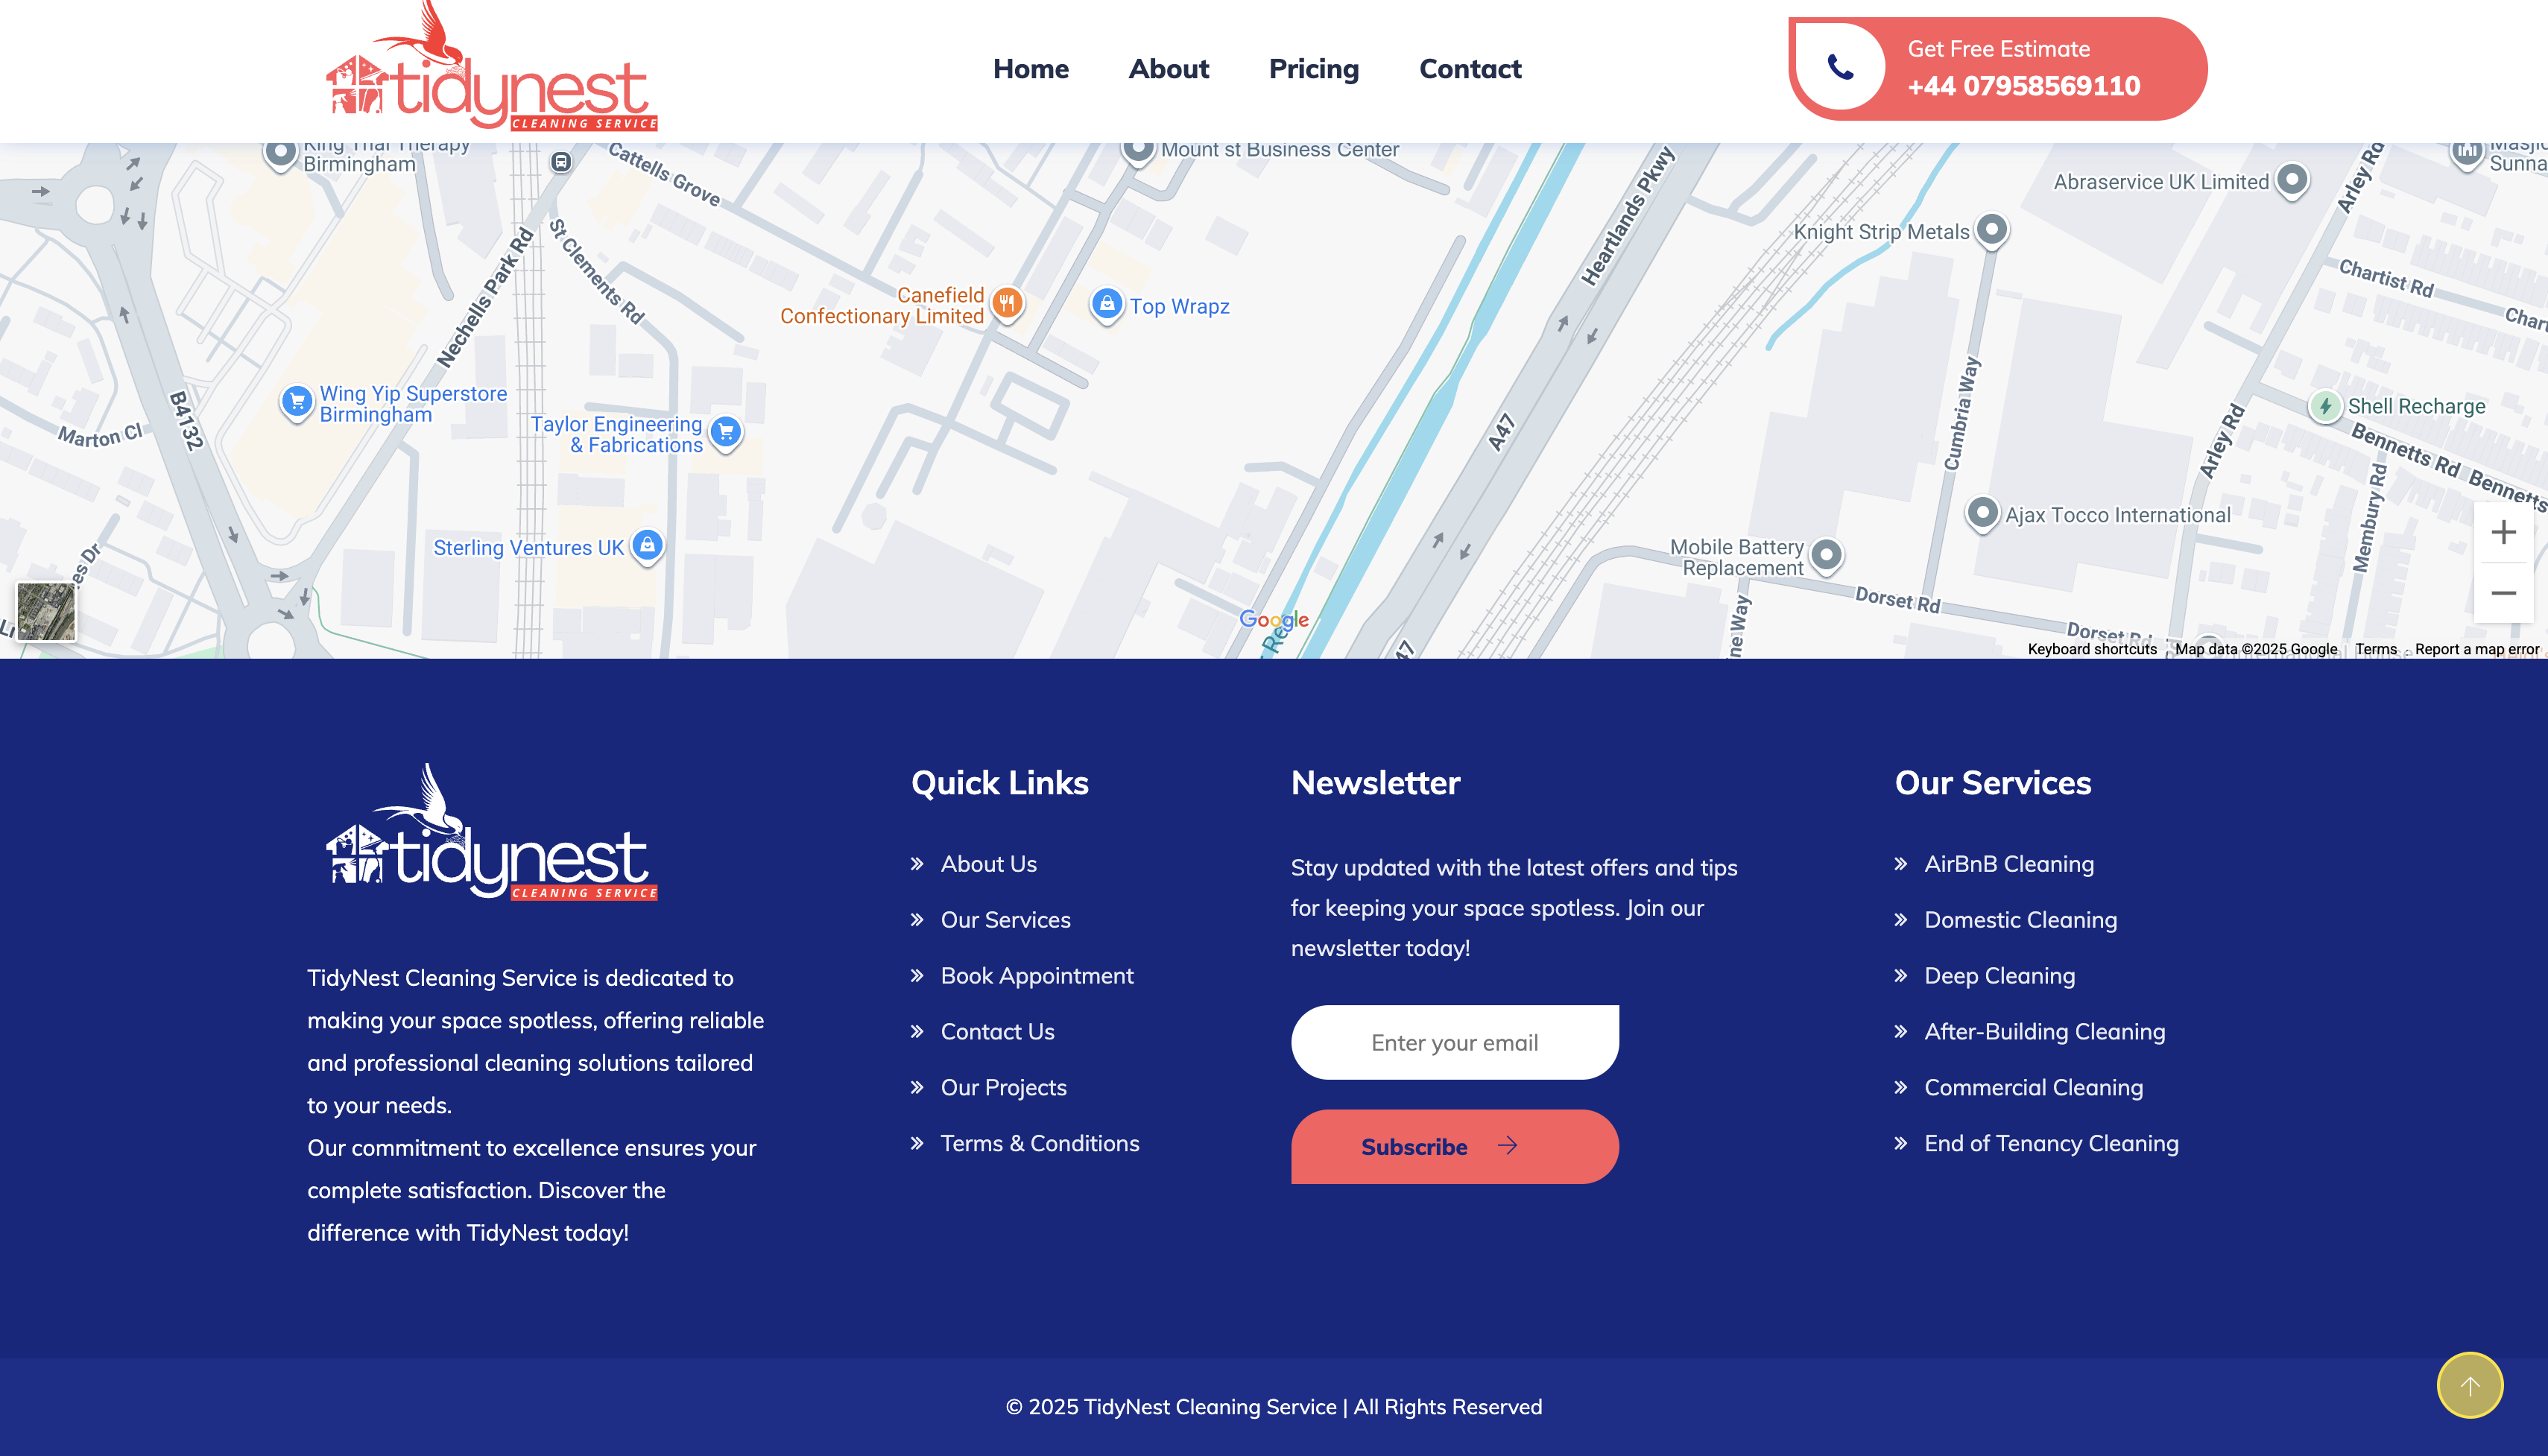 tidynest
CLEANING SERVICE
Home
About
Pricing
Contact
Get Free Estimate
+44 07958569110
King Thai Therapy
Birmingham
Cattells Grove
Mount st Business Center
Heartlands Pkwy
Abraservice UK Limited
Arley Rd
Knight Strip Metals
Nechells Park Rd
St Clements Rd
Canefield
Confectionary Limited
Top Wrapz
Chartist Rd
Wing Yip Superstore
Birmingham
B4132
Marton Cl
Taylor Engineering
& Fabrications
A47
Cumbria Way
Arley Rd
Shell Recharge
Bennetts Rd
Membury Rd
Sterling Ventures UK
Ajax Tocco International
Mobile Battery
Replacement
Dorset Rd
Dorset Rd
Google
Keyboard shortcuts
Map data ©2025 Google
Terms
Report a map error
tidynest
CLEANING SERVICE
TidyNest Cleaning Service is dedicated to
making your space spotless, offering reliable
and professional cleaning solutions tailored
to your needs.
Our commitment to excellence ensures your
complete satisfaction. Discover the
difference with TidyNest today!
Quick Links
About Us
Our Services
Book Appointment
Contact Us
Our Projects
Terms & Conditions
Newsletter
Stay updated with the latest offers and tips
for keeping your space spotless. Join our
newsletter today!
Enter your email
Subscribe
Our Services
AirBnB Cleaning
Domestic Cleaning
Deep Cleaning
After-Building Cleaning
Commercial Cleaning
End of Tenancy Cleaning
© 2025 TidyNest Cleaning Service | All Rights Reserved